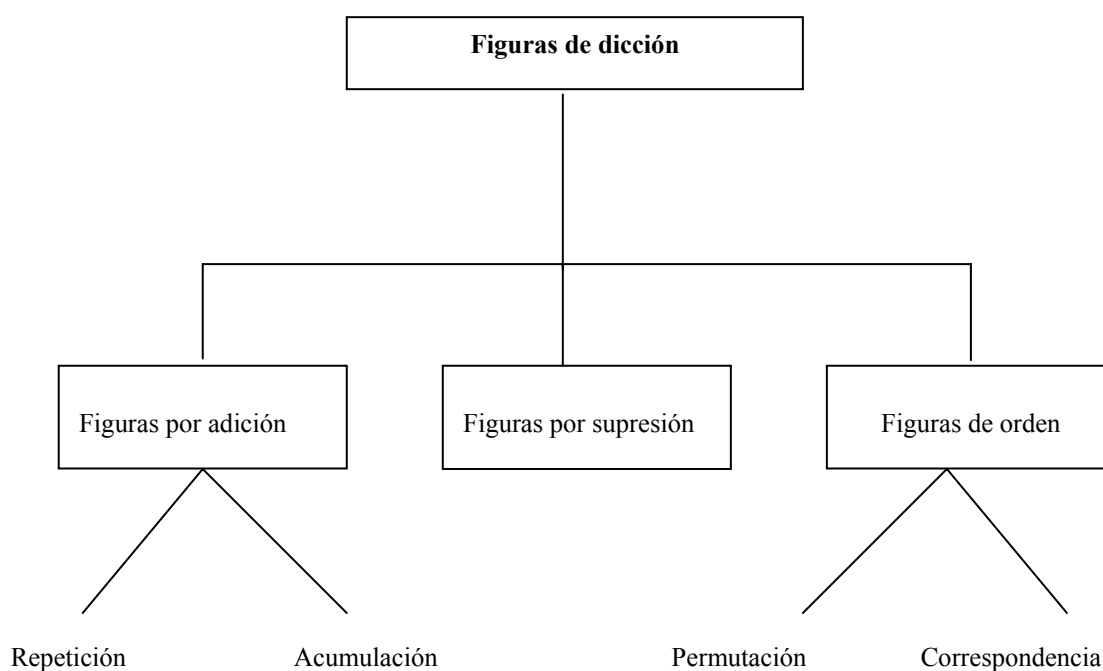 Figuras de dicción
Figuras por adición
Figuras por supresión
Figuras de orden
Repetición
Acumulación
Permutación
Correspondencia